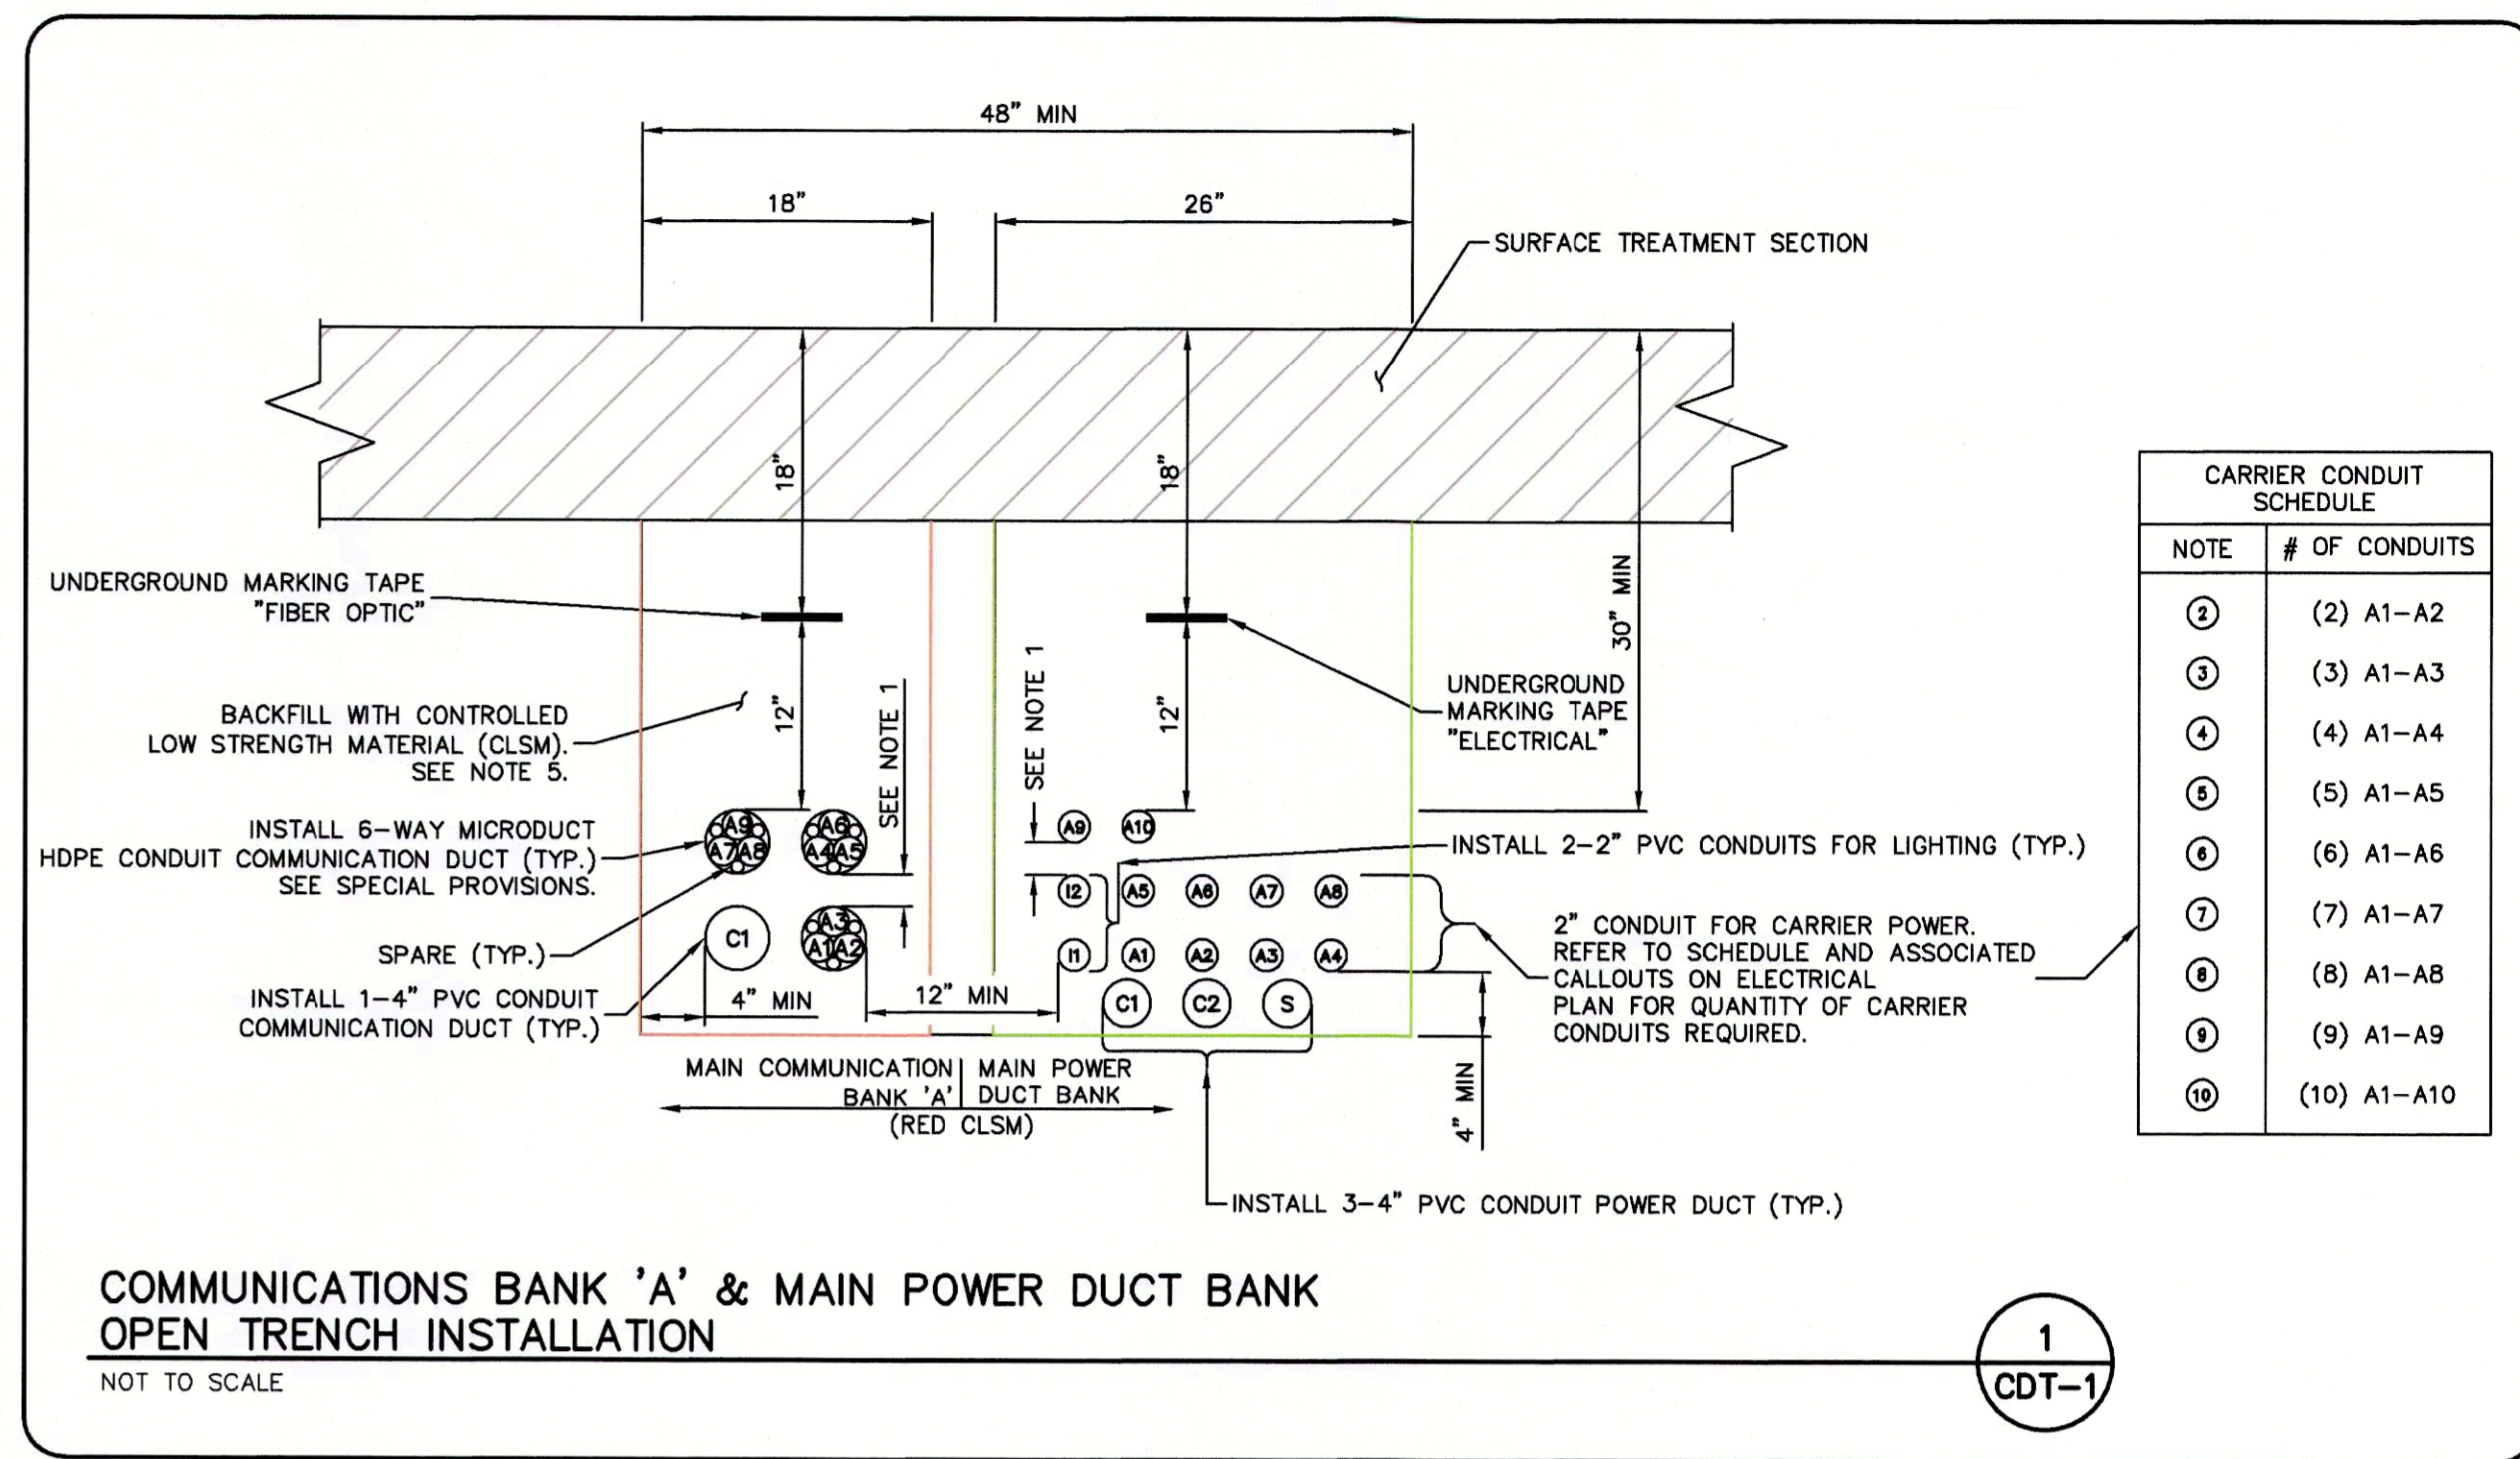 48" MIN
18"
26"
SURFACE TREATMENT SECTION
18"
18"
30" MIN
UNDERGROUND MARKING TAPE
"FIBER OPTIC"
12"
SEE NOTE 1
SEE NOTE 1
12"
UNDERGROUND
MARKING TAPE
"ELECTRICAL"
BACKFILL WITH CONTROLLED
LOW STRENGTH MATERIAL (CLSM).
SEE NOTE 5.
INSTALL 6-WAY MICRODUCT
HDPE CONDUIT COMMUNICATION DUCT (TYP.)
SEE SPECIAL PROVISIONS.
A9
A7 A8
A6
A4 A5
A9 A10
INSTALL 2-2" PVC CONDUITS FOR LIGHTING (TYP.)
I2 A5 A6 A7 A8
SPARE (TYP.)
C1
A3
A1 A2
I1 A1 A2 A3 A4
2" CONDUIT FOR CARRIER POWER.
REFER TO SCHEDULE AND ASSOCIATED
CALLOUTS ON ELECTRICAL
PLAN FOR QUANTITY OF CARRIER
CONDUITS REQUIRED.
INSTALL 1-4" PVC CONDUIT
COMMUNICATION DUCT (TYP.)
4" MIN
12" MIN
C1 C2 S
4" MIN
MAIN COMMUNICATION
BANK 'A'
MAIN POWER
DUCT BANK
(RED CLSM)
INSTALL 3-4" PVC CONDUIT POWER DUCT (TYP.)
CARRIER CONDUIT
SCHEDULE
NOTE # OF CONDUITS
2 (2) A1-A2
3 (3) A1-A3
4 (4) A1-A4
5 (5) A1-A5
6 (6) A1-A6
7 (7) A1-A7
8 (8) A1-A8
9 (9) A1-A9
10 (10) A1-A10
COMMUNICATIONS BANK 'A' & MAIN POWER DUCT BANK
OPEN TRENCH INSTALLATION
NOT TO SCALE
1
CDT-1